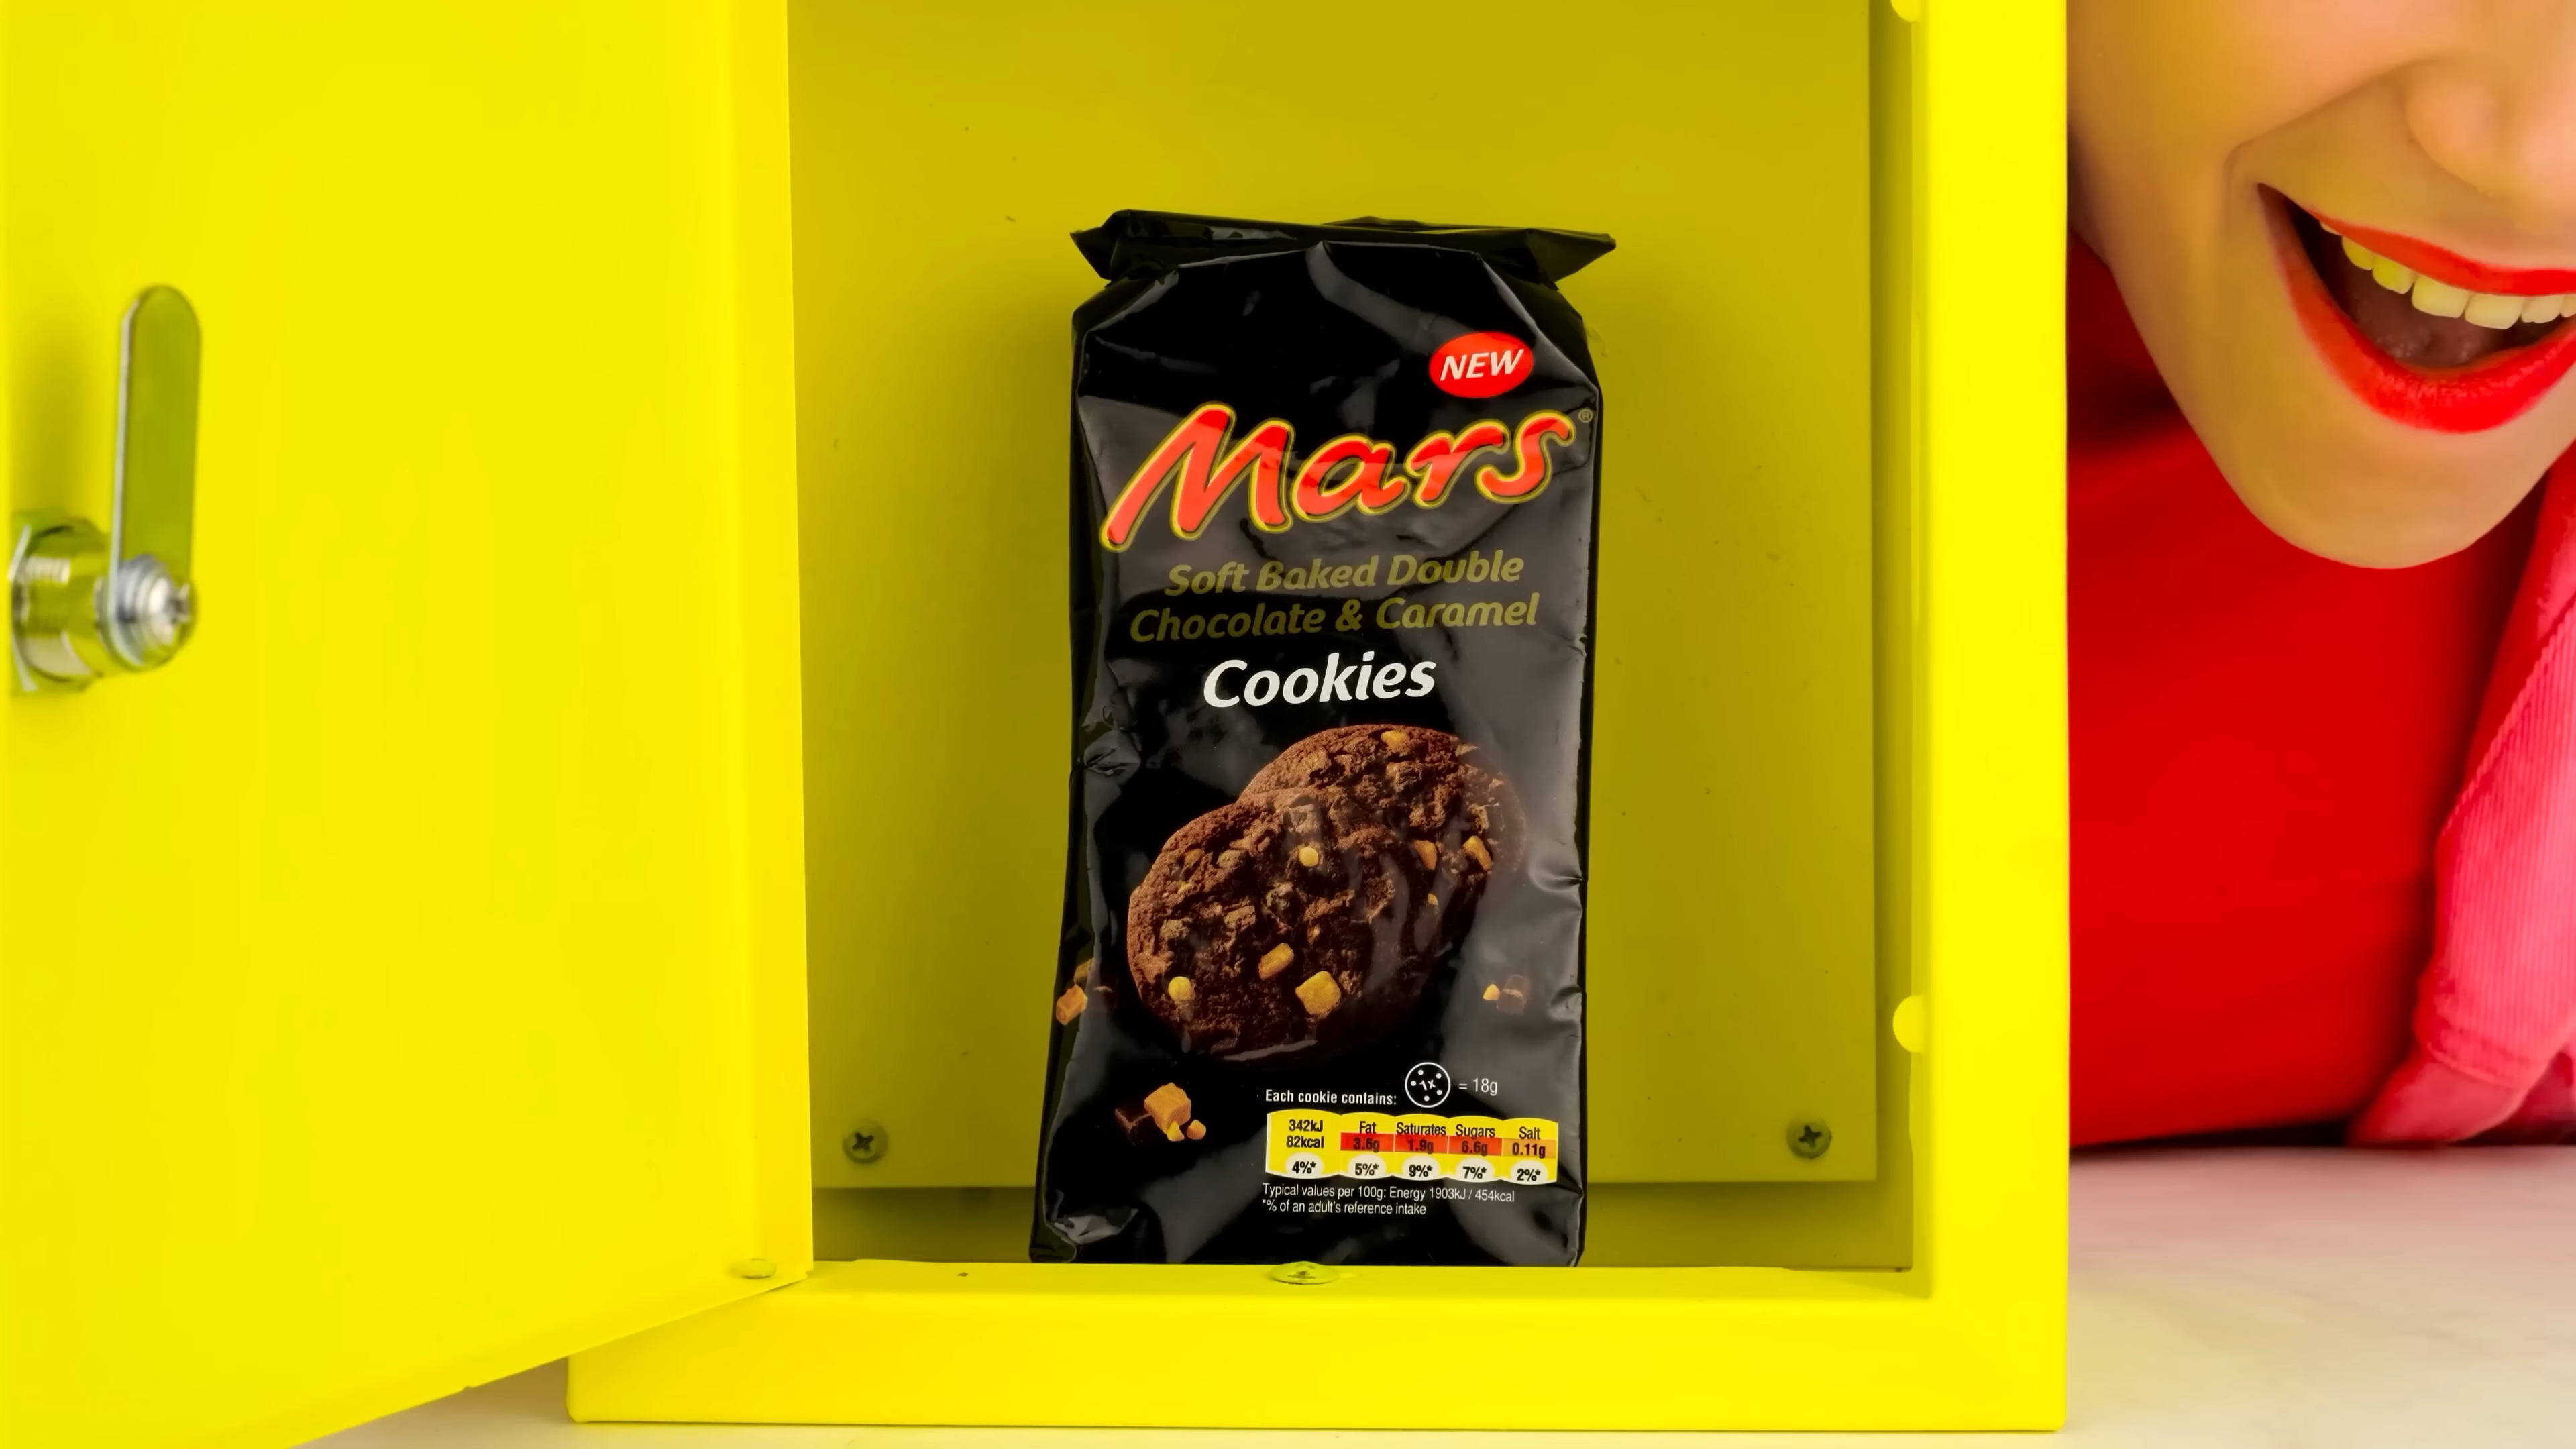 NEW
Mars®
Soft Baked Double
Chocolate & Caramel
Cookies
Each cookie contains: 1x = 18g
342kJ
82kcal
4%*
Fat
3.6g
5%*
Saturates
1.9g
9%*
Sugars
6.6g
7%*
Salt
0.11g
2%*
Typical values per 100g: Energy 1903kJ / 454kcal
*% of an adult's reference intake